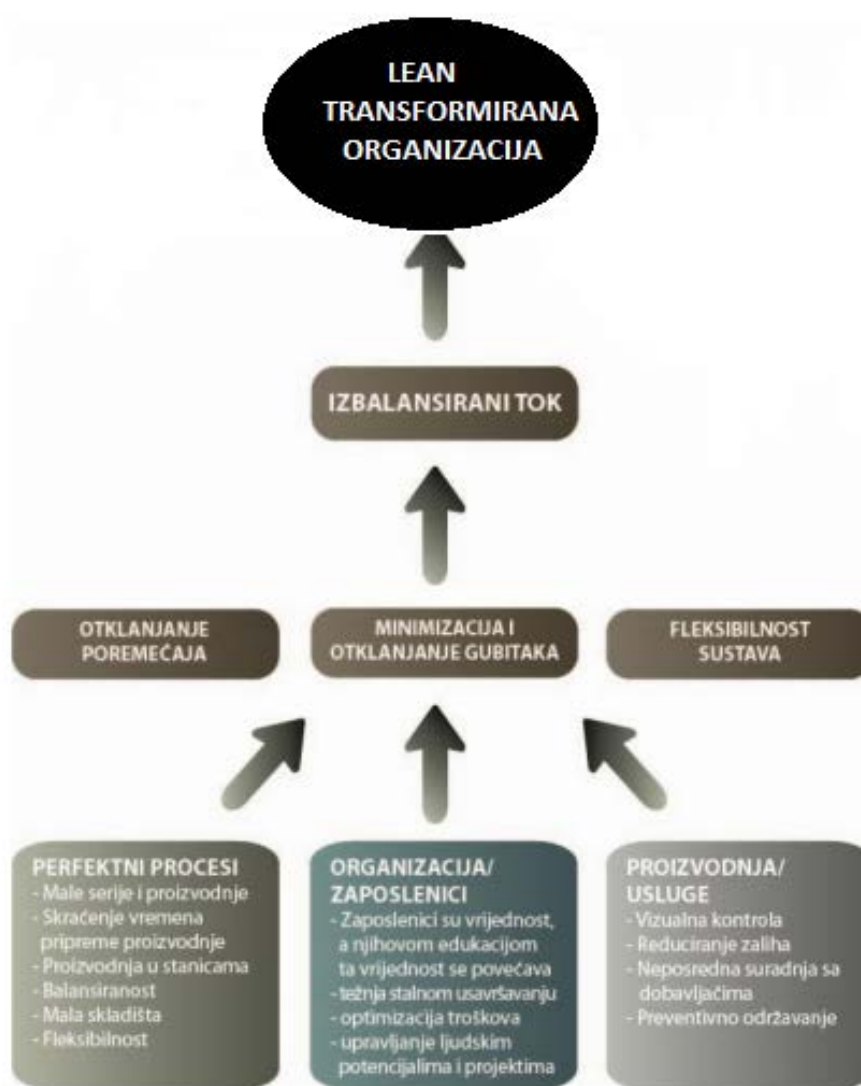 LEAN
TRANSFORMIRANA
ORGANIZACIJA
IZBALANSIRANI TOK
OTKLANJANJE
POREMEĆAJA
MINIMIZACIJA I
OTKLANJANJE GUBITAKA
FLEKSIBILNOST
SUSTAVA
PERFEKTNI PROCESI
- Male serije i proizvodnje
- Skraćenje vremena
pripreme proizvodnje
- Proizvodnja u stanicama
- Balansiranost
- Mala skladišta
- Fleksibilnost
ORGANIZACIJA/
ZAPOSLENICI
- Zaposlenici su vrijednost,
a njihovom edukacijom
ta vrijednost se povećava
- težnja stalnom usavršavanju
- optimizacija troškova
- upravljanje ljudskim
potencijalima i projektima
PROIZVODNJA/
USLUGE
- Vizualna kontrola
- Reduciranje zaliha
- Neposredna suradnja sa
dobavljačima
- Preventivno održavanje